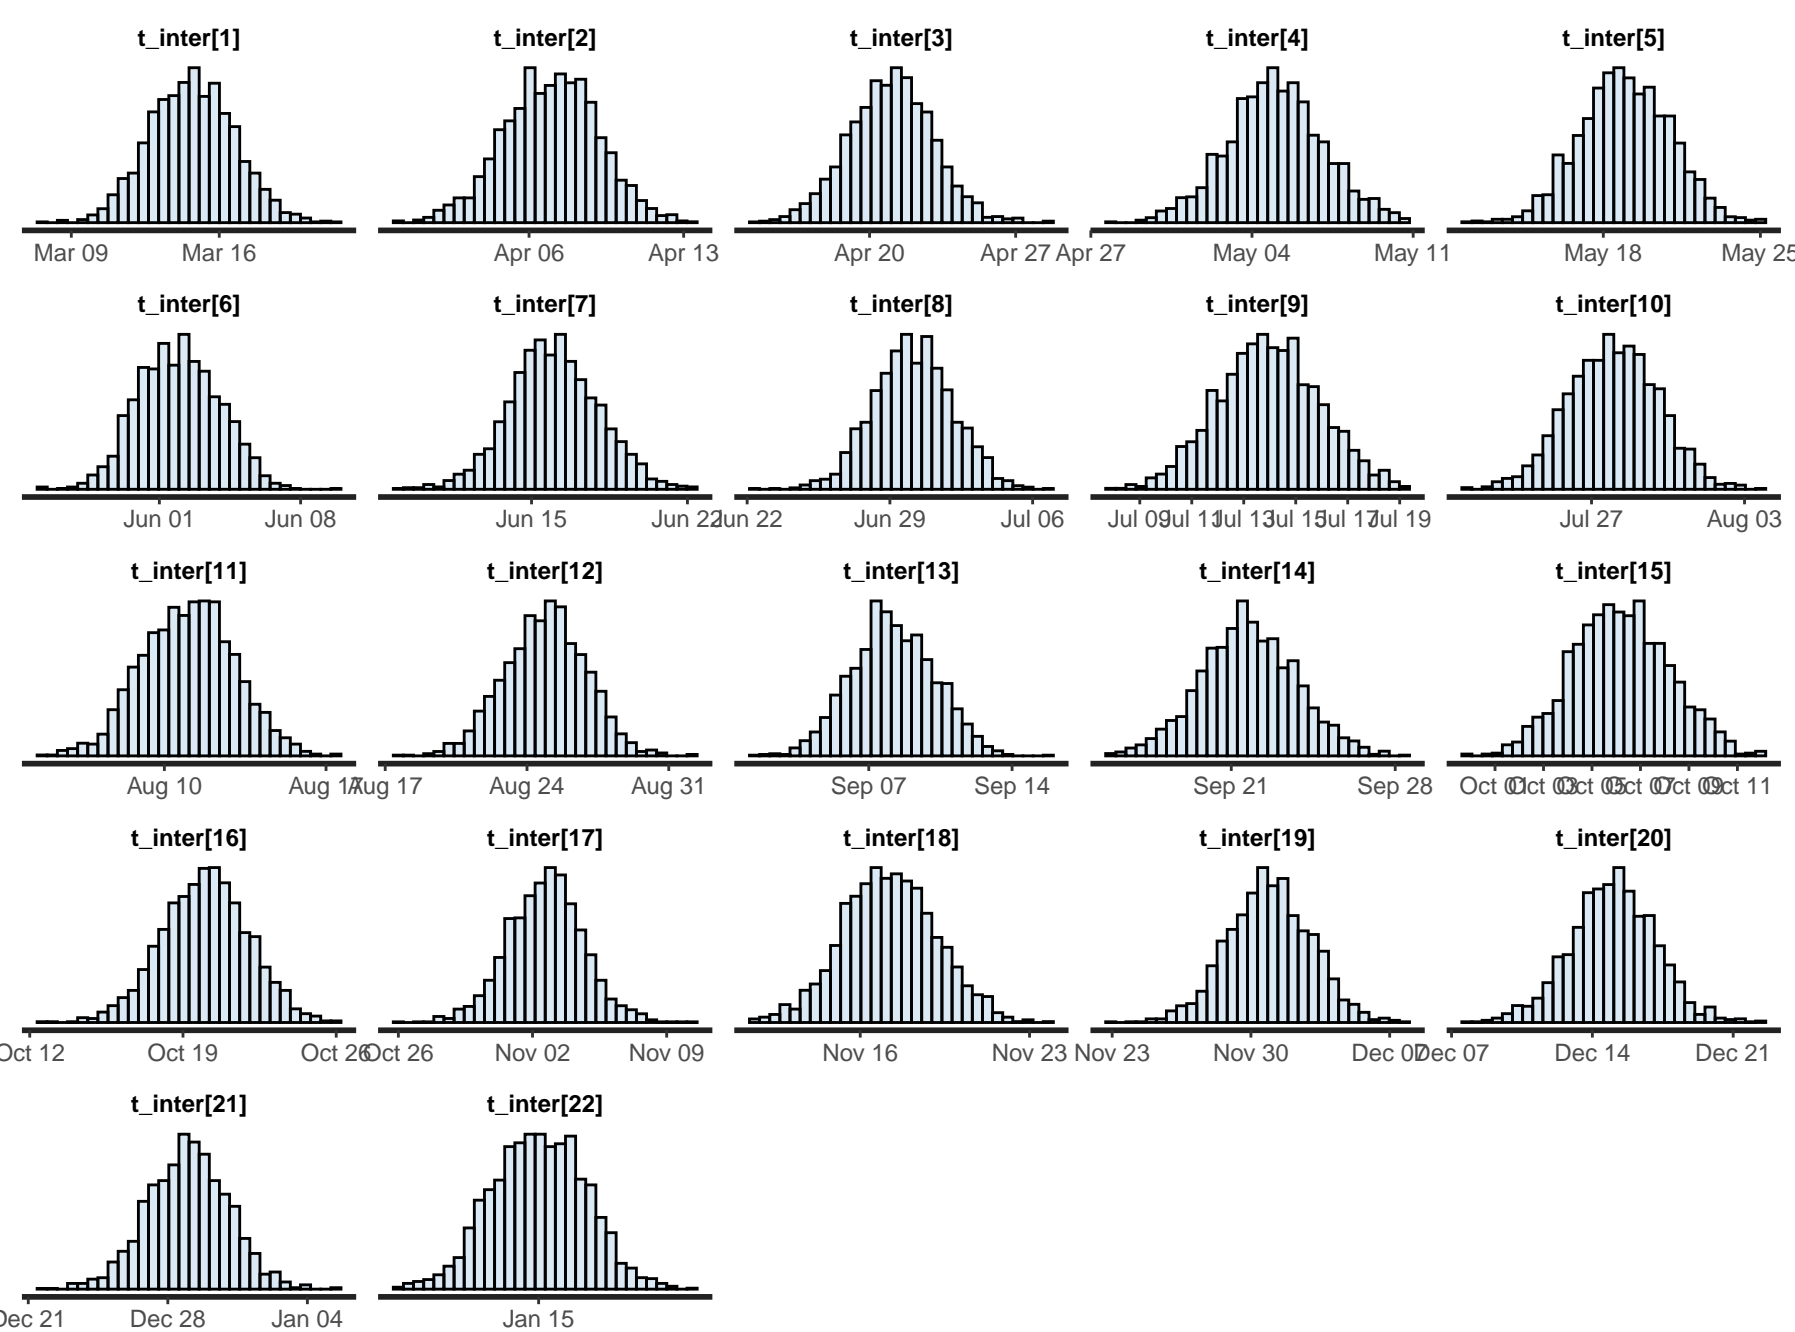 t_inter[1] t_inter[2] t_inter[3] t_inter[4] t_inter[5]
Mar 09 Mar 16 Apr 06 Apr 13 Apr 20 Apr 27 Apr 27 May 04 May 11 May 18 May 25
t_inter[6] t_inter[7] t_inter[8] t_inter[9] t_inter[10]
Jun 01 Jun 08 Jun 15 Jun 22 Jun 22 Jun 29 Jul 06 Jul 09 Jul 11 Jul 13 Jul 15 Jul 17 Jul 19 Jul 27 Aug 03
t_inter[11] t_inter[12] t_inter[13] t_inter[14] t_inter[15]
Aug 10 Aug 17 Aug 17 Aug 24 Aug 31 Sep 07 Sep 14 Sep 21 Sep 28 Oct 01 Oct 03 Oct 05 Oct 07 Oct 09 Oct 11
t_inter[16] t_inter[17] t_inter[18] t_inter[19] t_inter[20]
Oct 12 Oct 19 Oct 26 Oct 26 Nov 02 Nov 09 Nov 16 Nov 23 Nov 23 Nov 30 Dec 07 Dec 07 Dec 14 Dec 21
t_inter[21] t_inter[22]
Dec 21 Dec 28 Jan 04 Jan 15